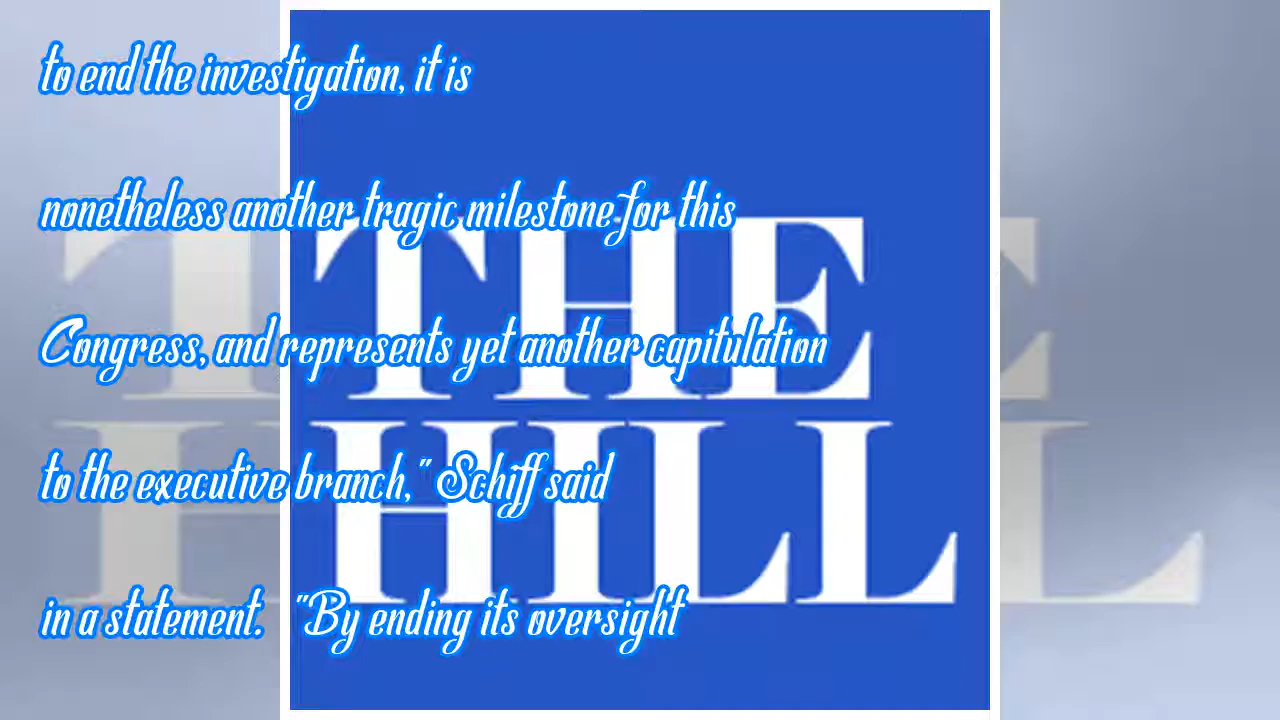 to end the investigation, it is
nonetheless another tragic milestone for this
Congress, and represents yet another capitulation
to the executive branch," Schiff said
in a statement. "By ending its oversight
THE
HILL